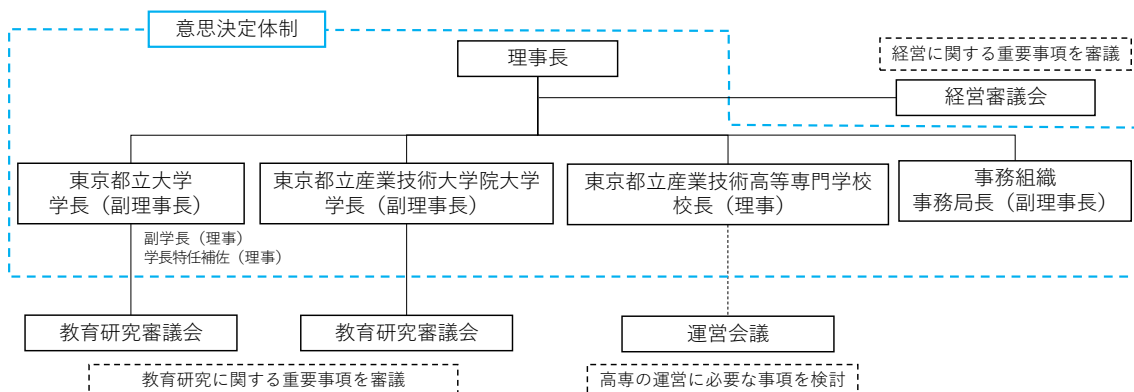 意思決定体制
理事長
経営に関する重要事項を審議
経営審議会
東京都立大学
学長（副理事長）
東京都立産業技術大学院大学
学長（副理事長）
東京都立産業技術高等専門学校
校長（理事）
事務組織
事務局長（副理事長）
副学長（理事）
学長特任補佐（理事）
教育研究審議会
教育研究審議会
運営会議
教育研究に関する重要事項を審議
高専の運営に必要な事項を検討